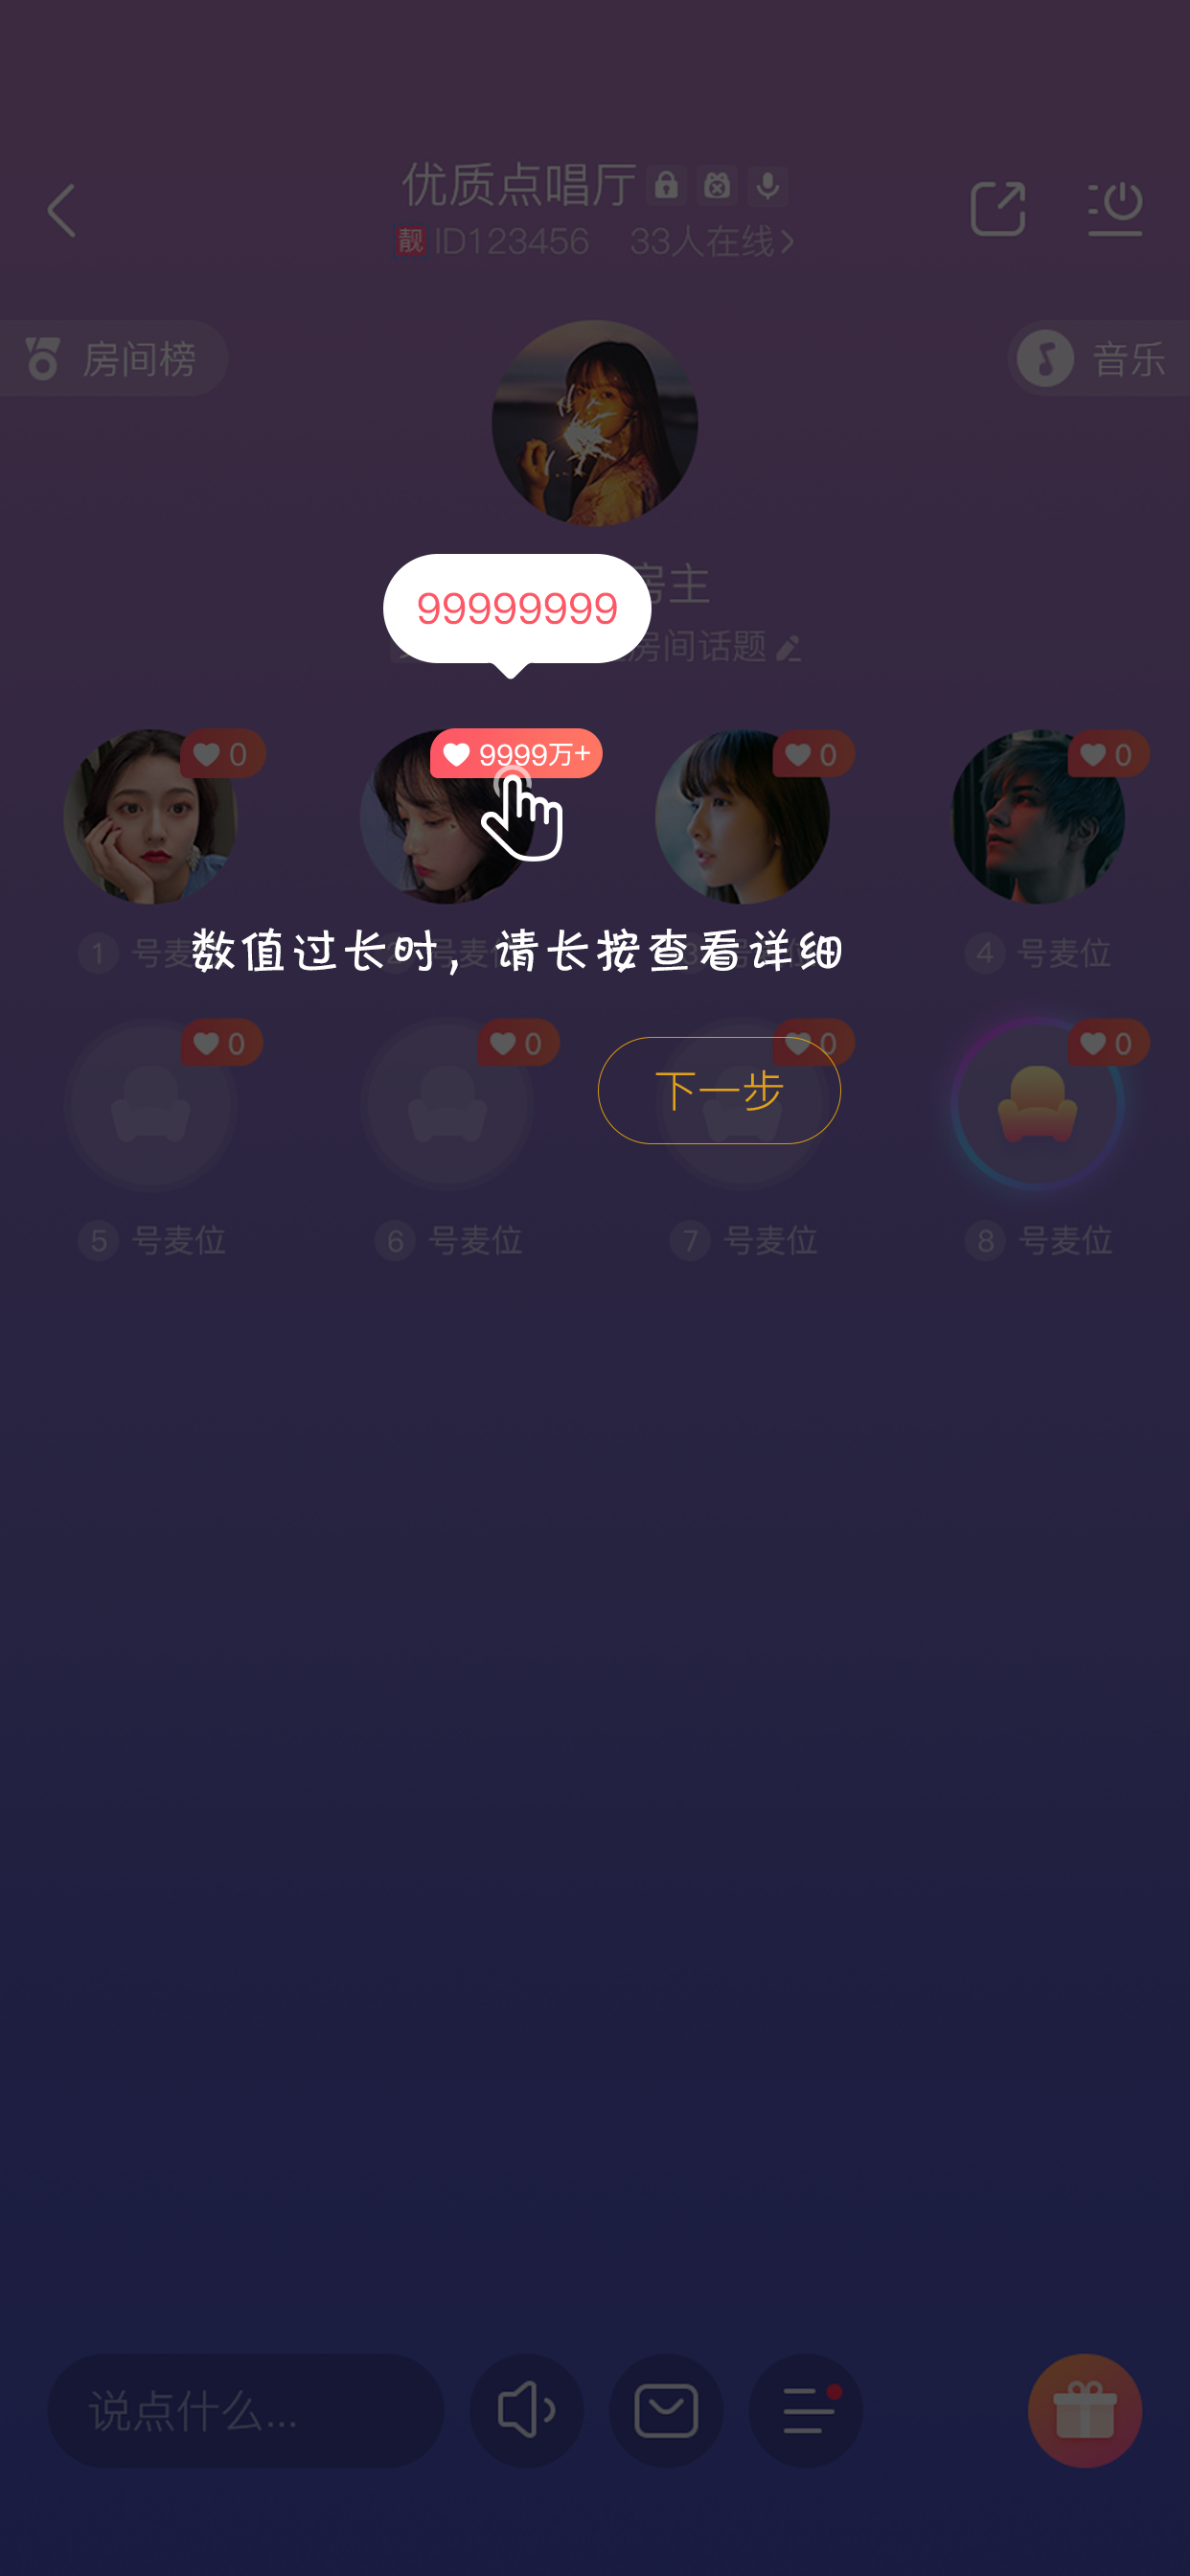 优质点唱厅
靓 ID123456 33人在线
房间榜
音乐
99999999
房主
房间话题
0
9999万+
0
0
数值过长时，请长按查看详细
1 号麦
4 号麦位
0
0
0
0
下一步
5 号麦位
6 号麦位
7 号麦位
8 号麦位
说点什么...